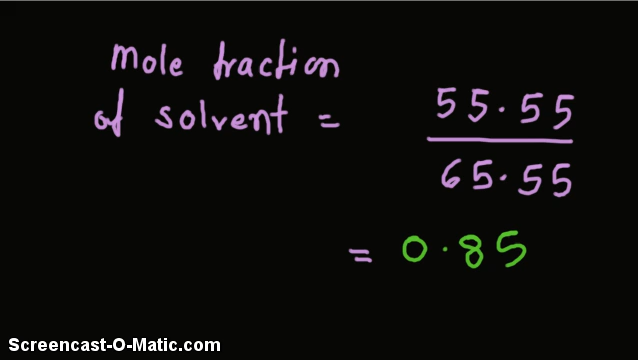 Mole fraction
of solvent = 55.55
65.55
= 0.85
Screencast-O-Matic.com